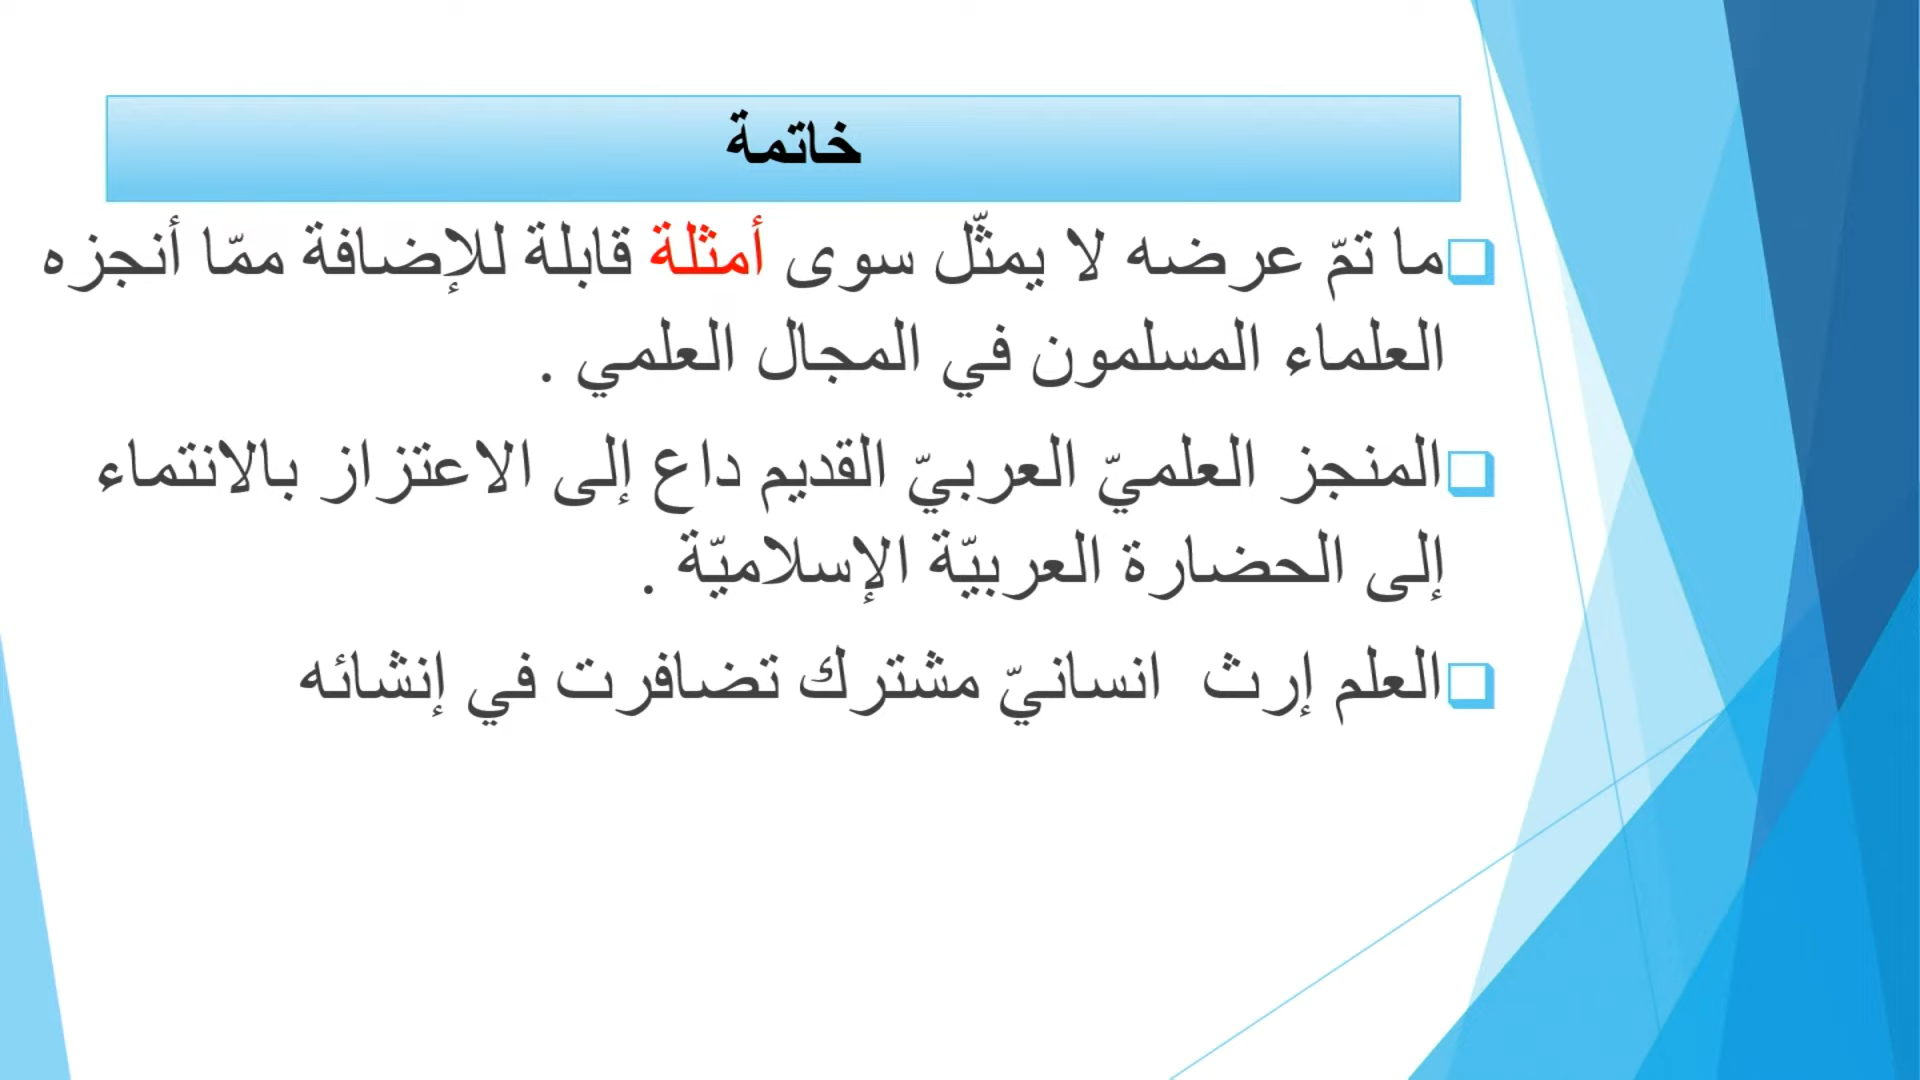 خاتمة
ما تمّ عرضه لا يمثّل سوى أمثلة قابلة للإضافة ممّا أنجزه
العلماء المسلمون في المجال العلمي .
المنجز العلميّ العربيّ القديم داع إلى الاعتزاز بالانتماء
إلى الحضارة العربيّة الإسلاميّة .
العلم إرث انسانيّ مشترك تضافرت في إنشائه